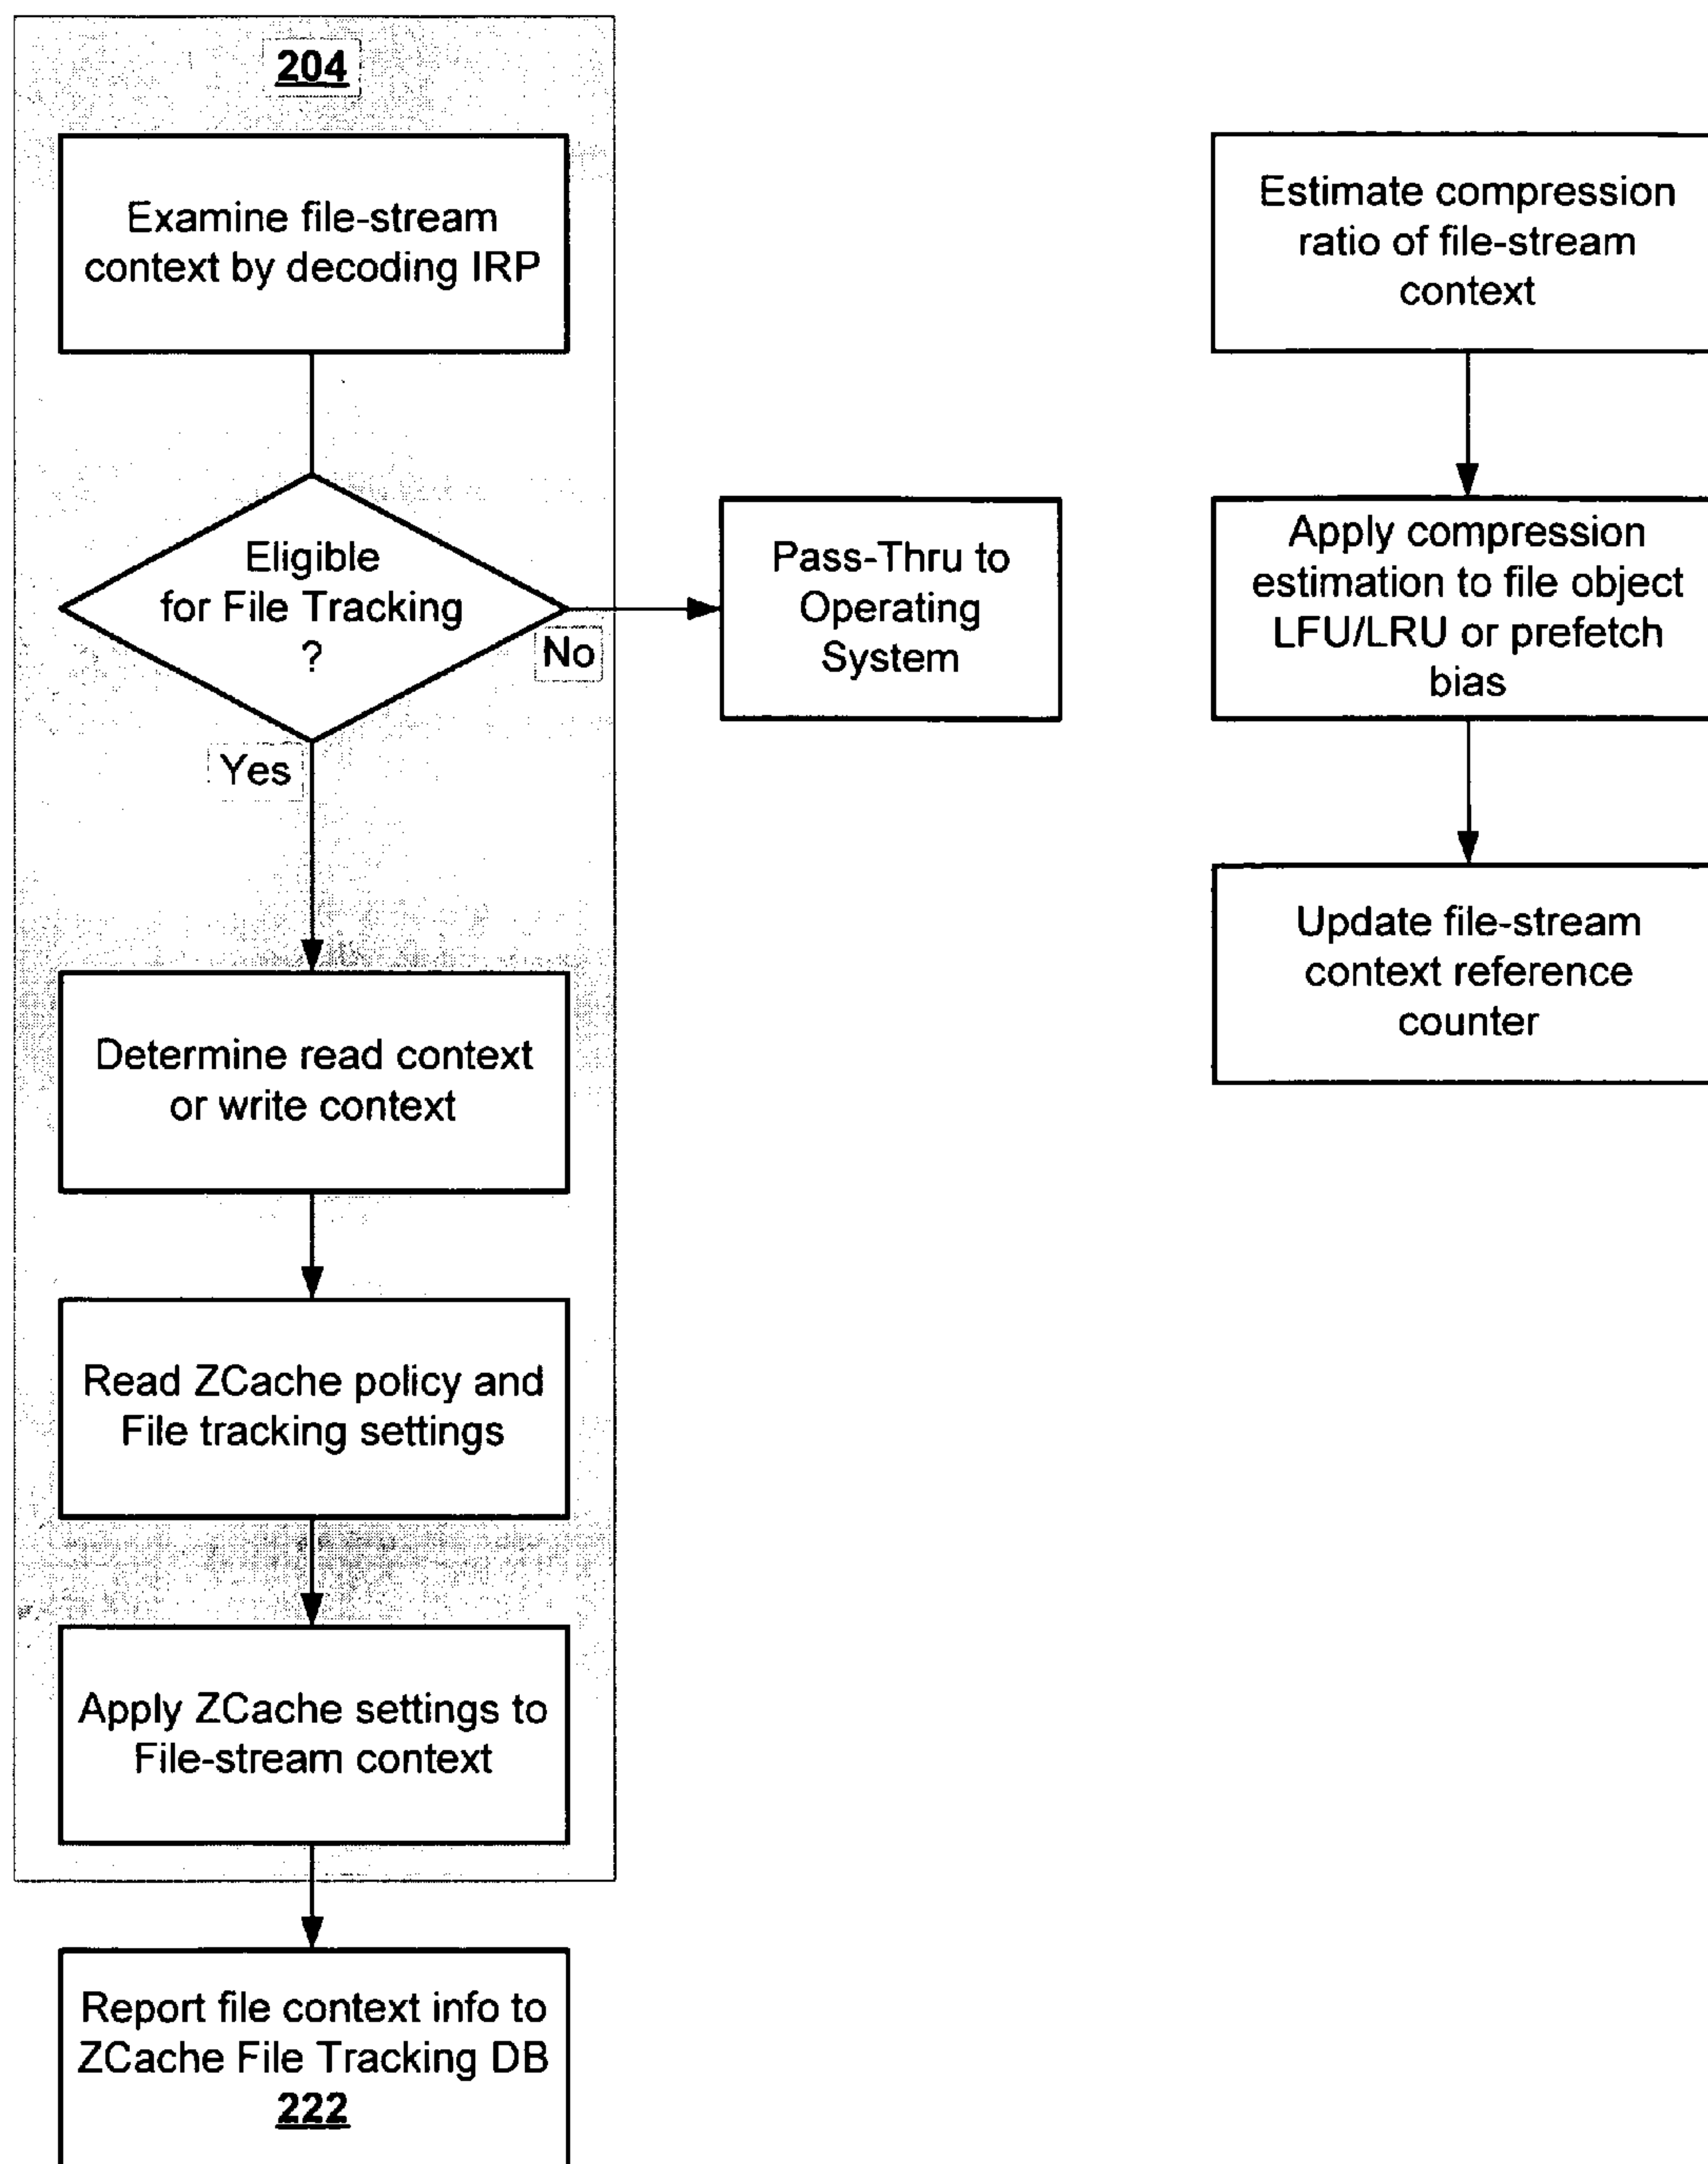 204
Examine file-stream
context by decoding IRP
Eligible
for File Tracking
?
No
Yes
Pass-Thru to
Operating
System
Determine read context
or write context
Read ZCache policy and
File tracking settings
Apply ZCache settings to
File-stream context
Report file context info to
ZCache File Tracking DB
222
Estimate compression
ratio of file-stream
context
Apply compression
estimation to file object
LFU/LRU or prefetch
bias
Update file-stream
context reference
counter